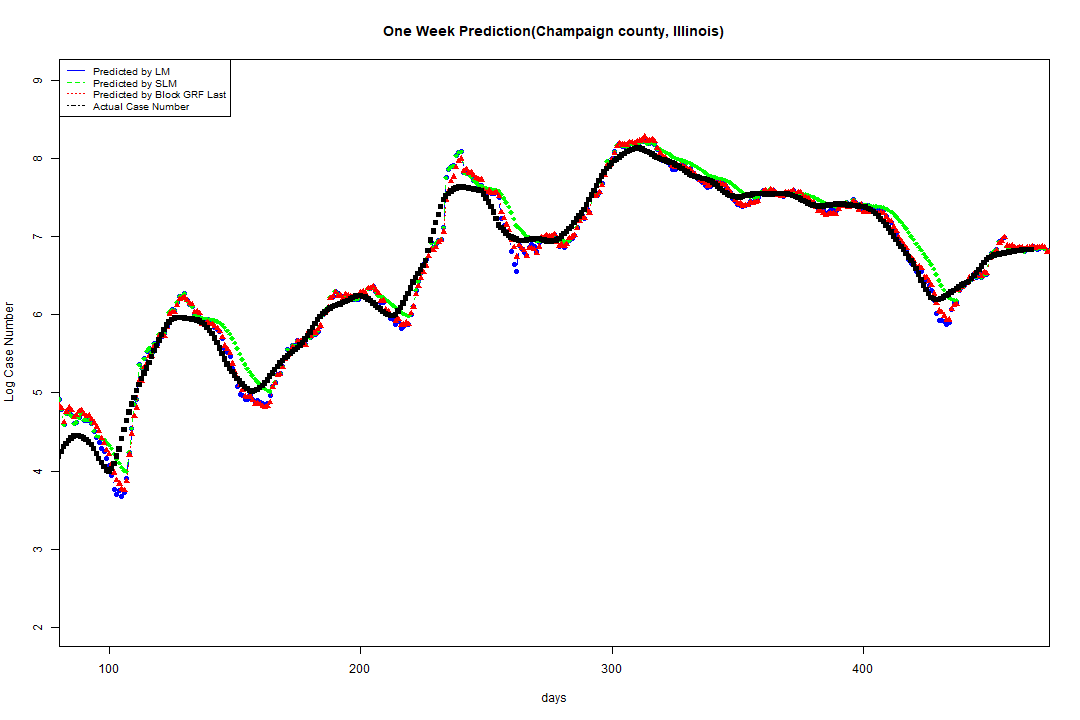 One Week Prediction(Champaign county, Illinois)
Predicted by LM
Predicted by SLM
Predicted by Block GRF Last
Actual Case Number
9
8
7
6
5
4
3
2
Log Case Number
100 200 300 400
days